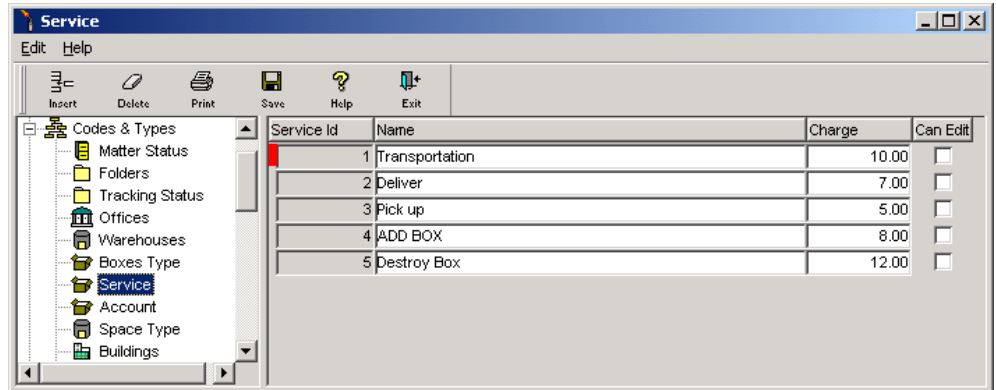 Service
Edit Help
Insert Delete Print Save Help Exit
Codes & Types
Matter Status
Folders
Tracking Status
Offices
Warehouses
Boxes Type
Service
Account
Space Type
Buildings
Service Id Name Charge Can Edit
1 Transportation 10.00
2 Deliver 7.00
3 Pick up 5.00
4 ADD BOX 8.00
5 Destroy Box 12.00